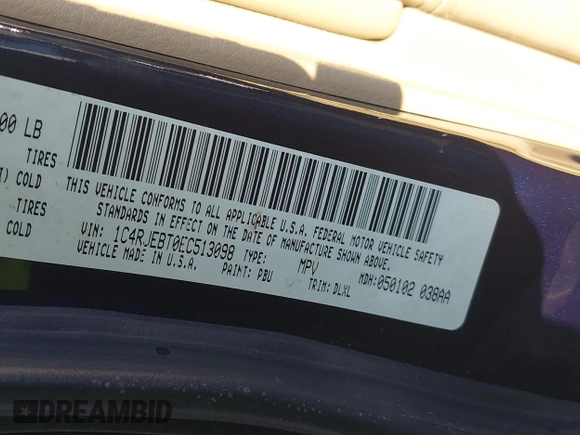 00 LB
TIRES
) COLD
TIRES
COLD
THIS VEHICLE CONFORMS TO ALL APPLICABLE U.S.A. FEDERAL MOTOR VEHICLE SAFETY
STANDARDS IN EFFECT ON THE DATE OF MANUFACTURE SHOWN ABOVE.
VIN: 1C4RJEBT0EC513098 TYPE: MPV MDH:050102 038AA
VEHICLE MADE IN U.S.A. PAINT: PBU TRIM: DLXL
DREAMBID